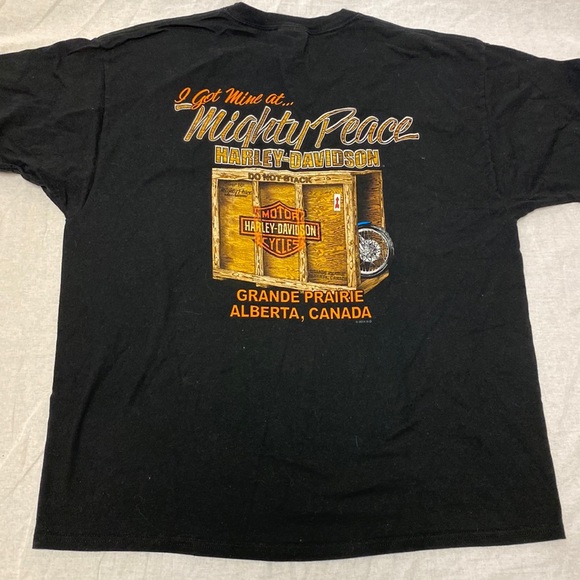 I Got Mine at...
Mighty Peace
HARLEY-DAVIDSON
DO NOT STACK
MOTOR
HARLEY-DAVIDSON
CYCLES
GRANDE PRAIRIE
ALBERTA, CANADA